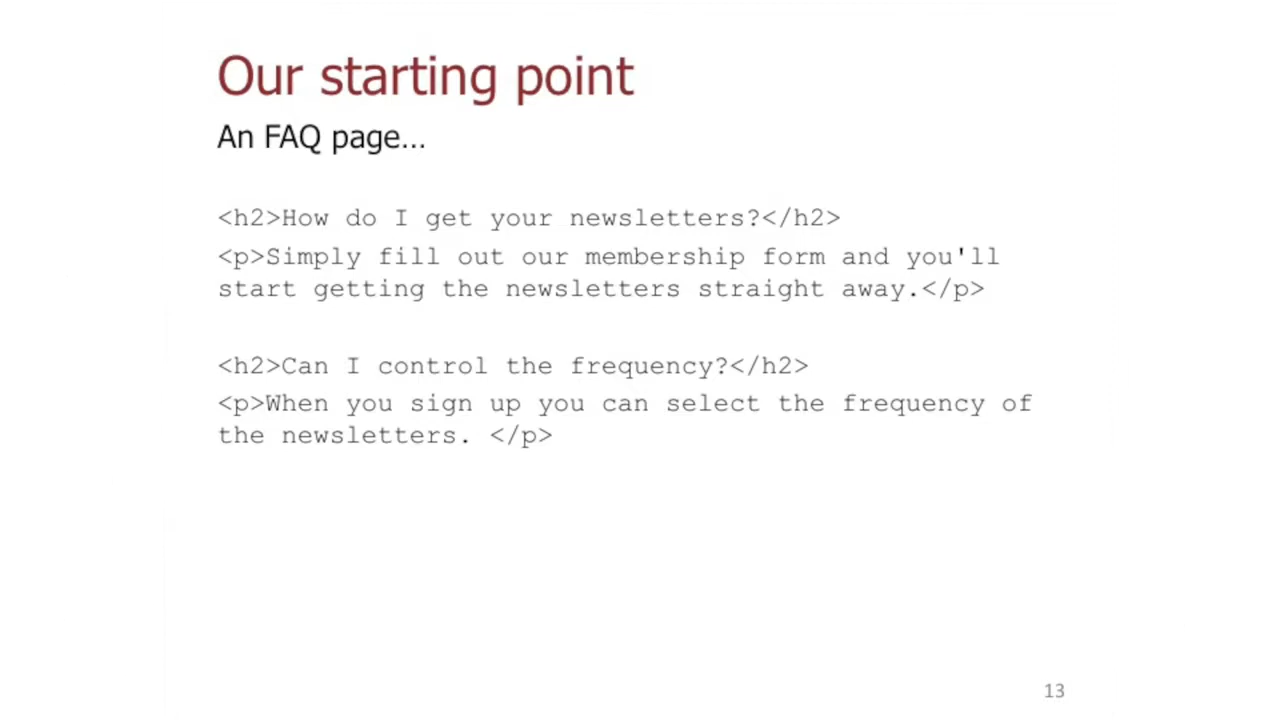 Our starting point
An FAQ page…
<h2>How do I get your newsletters?</h2>
<p>Simply fill out our membership form and you'll
start getting the newsletters straight away.</p>
<h2>Can I control the frequency?</h2>
<p>When you sign up you can select the frequency of
the newsletters. </p>
13